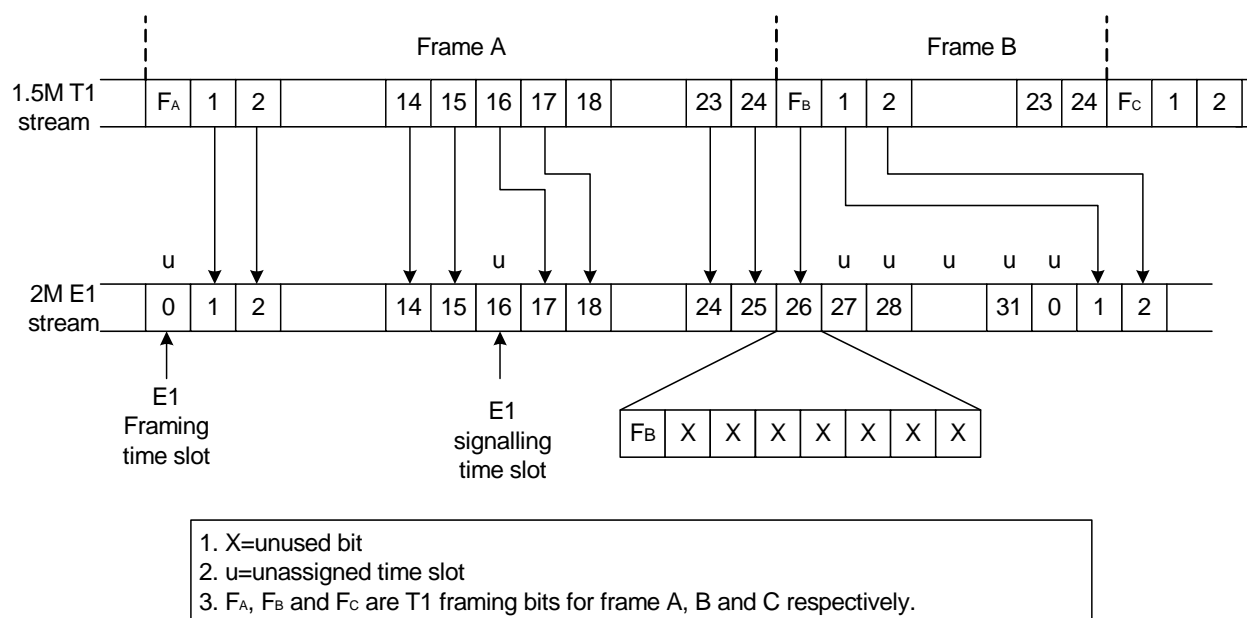 Frame A Frame B
1.5M T1
stream
FA 1 2 14 15 16 17 18 23 24 FB 1 2 23 24 FC 1 2
u u u u u u u
2M E1
stream
0 1 2 14 15 16 17 18 24 25 26 27 28 31 0 1 2
E1
Framing
time slot
E1
signalling
time slot
FB X X X X X X X
1. X=unused bit
2. u=unassigned time slot
3. FA, FB and FC are T1 framing bits for frame A, B and C respectively.